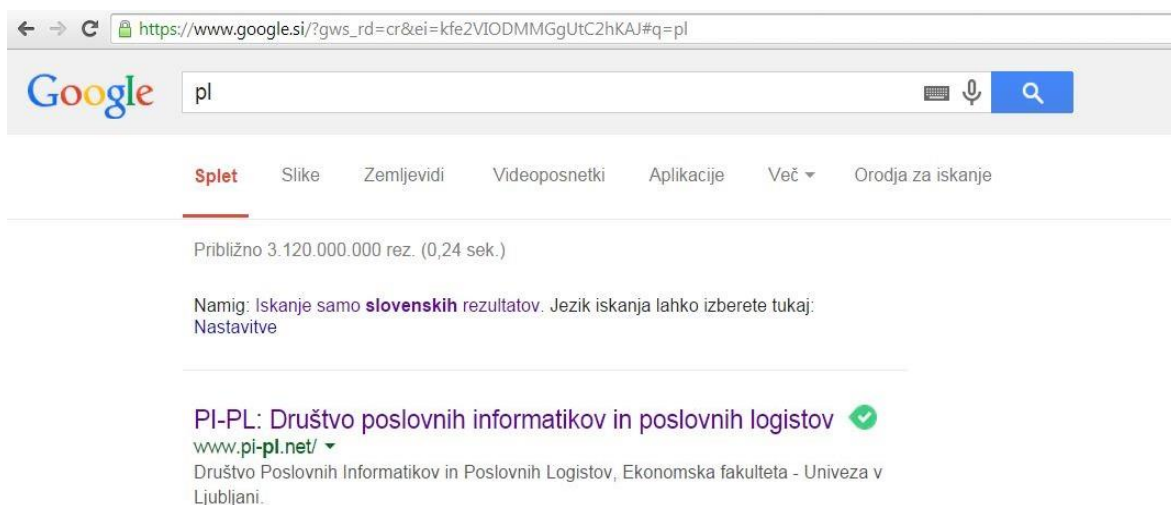 https://www.google.si/?gws_rd=cr&ei=kfe2VIODMMGgUtC2hKAJ#q=pl
Google
pl
Splet Slike Zemljevidi Videoposnetki Aplikacije Več Orodja za iskanje
Približno 3.120.000.000 rez. (0,24 sek.)
Namig: Iskanje samo slovenskih rezultatov. Jezik iskanja lahko izberete tukaj:
Nastavitve
PI-PL: Društvo poslovnih informatikov in poslovnih logistov
www.pi-pl.net/
Društvo Poslovnih Informatikov in Poslovnih Logistov, Ekonomska fakulteta - Univeza v
Ljubljani.